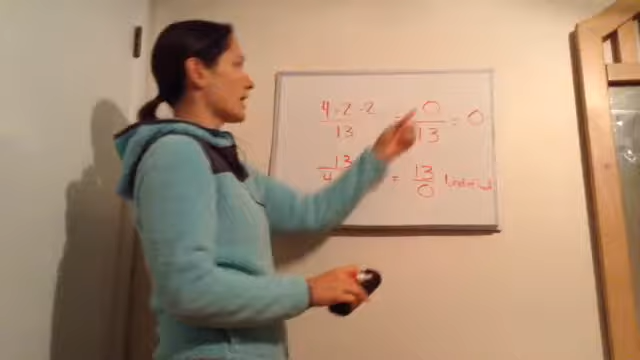 4 - 2 · 2 / 13 = 0 / 13 = 0
13 / 4 = 13 / 0 Undefined